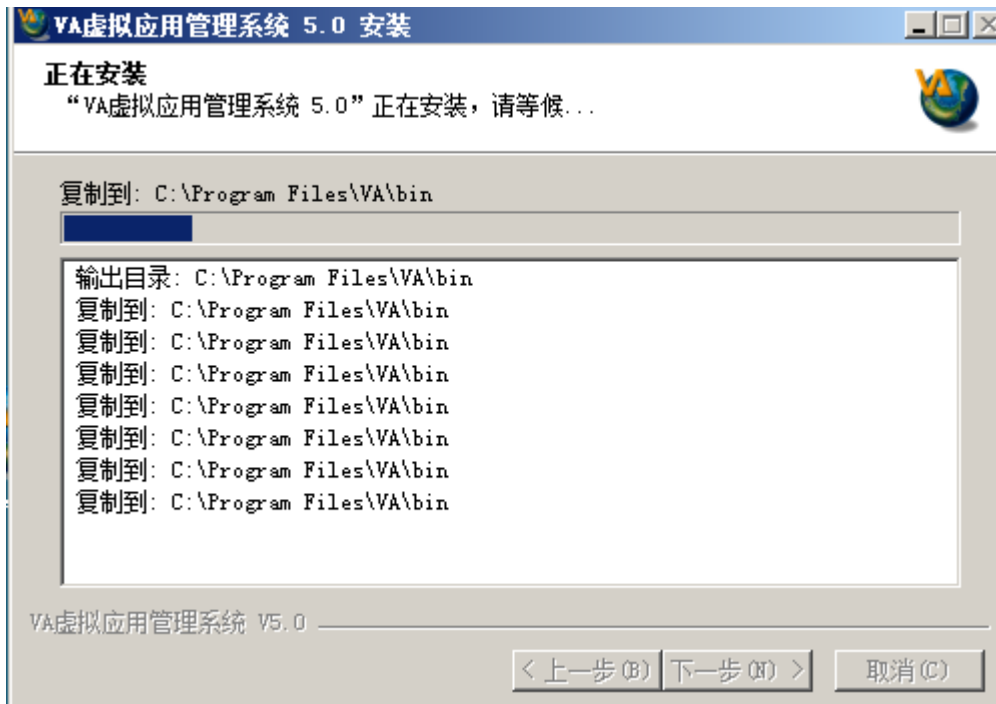 VA虚拟应用管理系统 5.0 安装
正在安装
“VA虚拟应用管理系统 5.0”正在安装，请等候...
VA
复制到: C:\Program Files\VA\bin
输出目录: C:\Program Files\VA\bin
复制到: C:\Program Files\VA\bin
复制到: C:\Program Files\VA\bin
复制到: C:\Program Files\VA\bin
复制到: C:\Program Files\VA\bin
复制到: C:\Program Files\VA\bin
复制到: C:\Program Files\VA\bin
复制到: C:\Program Files\VA\bin
VA虚拟应用管理系统 V5.0
< 上一步(B) 下一步(N) > 取消(C)